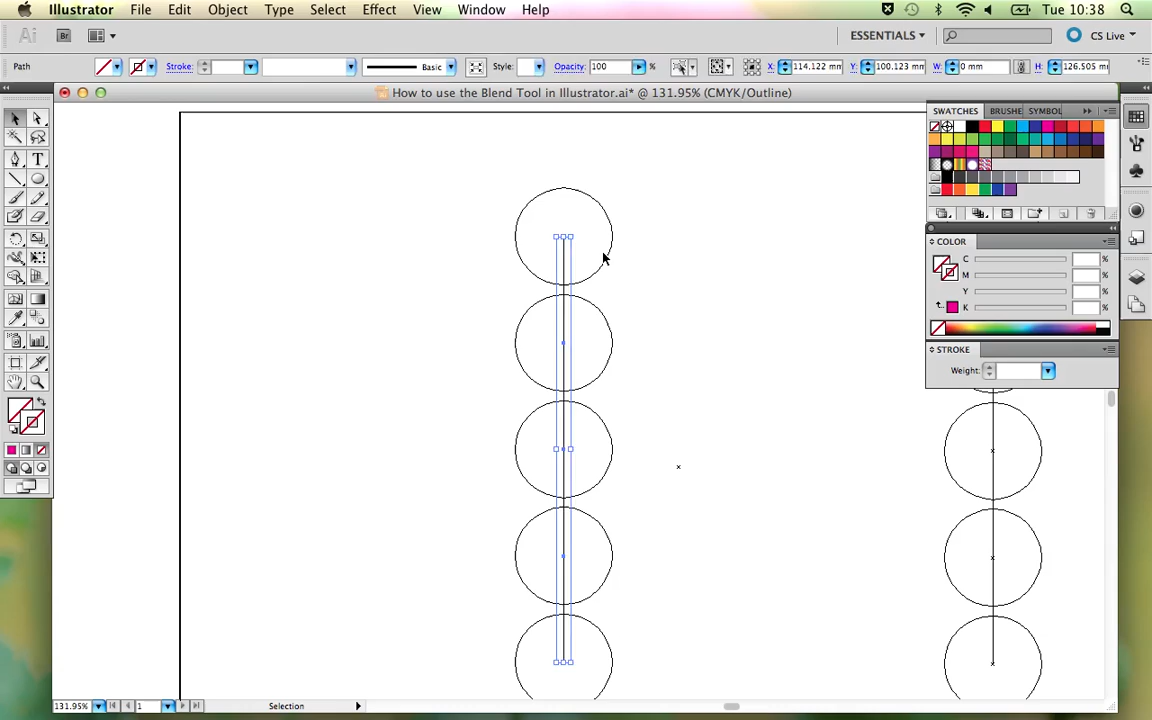 Illustrator File Edit Object Type Select Effect View Window Help Tue 10:38
Ai Br ESSENTIALS CS Live
Path Stroke: Basic Style: Opacity: 100 % X: 114.122 mm Y: 100.123 mm W: 0 mm H: 126.505 mm
How to use the Blend Tool in Illustrator.ai* @ 131.95% (CMYK/Outline)
SWATCHES BRUSHE SYMBOL
COLOR
C %
M %
Y %
K %
STROKE
Weight:
131.95% 1 Selection